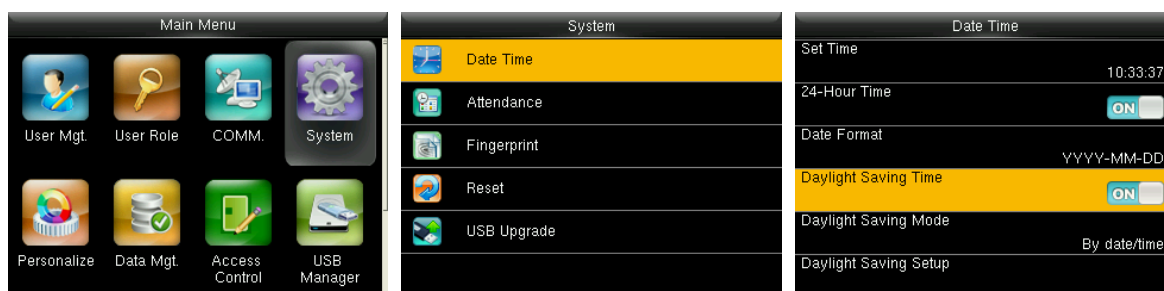 Main Menu
User Mgt.
User Role
COMM.
System
Personalize
Data Mgt.
Access
Control
USB
Manager
System
Date Time
Attendance
Fingerprint
Reset
USB Upgrade
Date Time
Set Time
10:33:37
24-Hour Time
ON
Date Format
YYYY-MM-DD
Daylight Saving Time
ON
Daylight Saving Mode
By date/time
Daylight Saving Setup